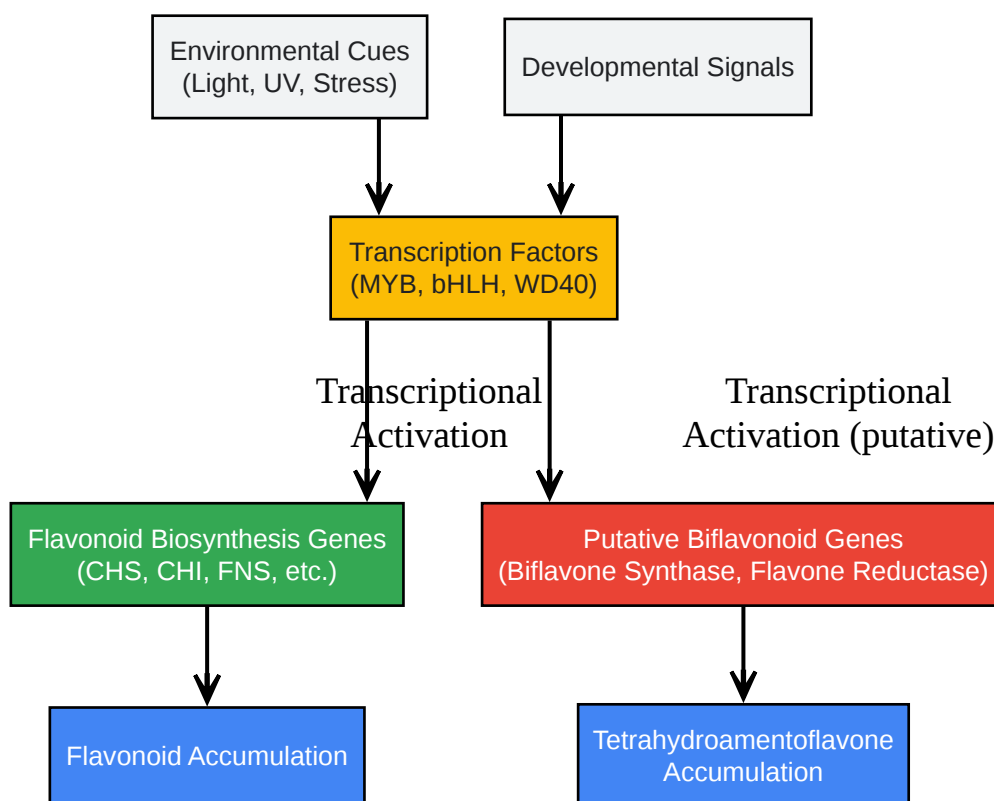 Environmental Cues
(Light, UV, Stress)
Developmental Signals
Transcription Factors
(MYB, bHLH, WD40)
Transcriptional
Activation
Transcriptional
Activation (putative)
Flavonoid Biosynthesis Genes
(CHS, CHI, FNS, etc.)
Putative Biflavonoid Genes
(Biflavone Synthase, Flavone Reductase)
Flavonoid Accumulation
Tetrahydroamentoflavone
Accumulation